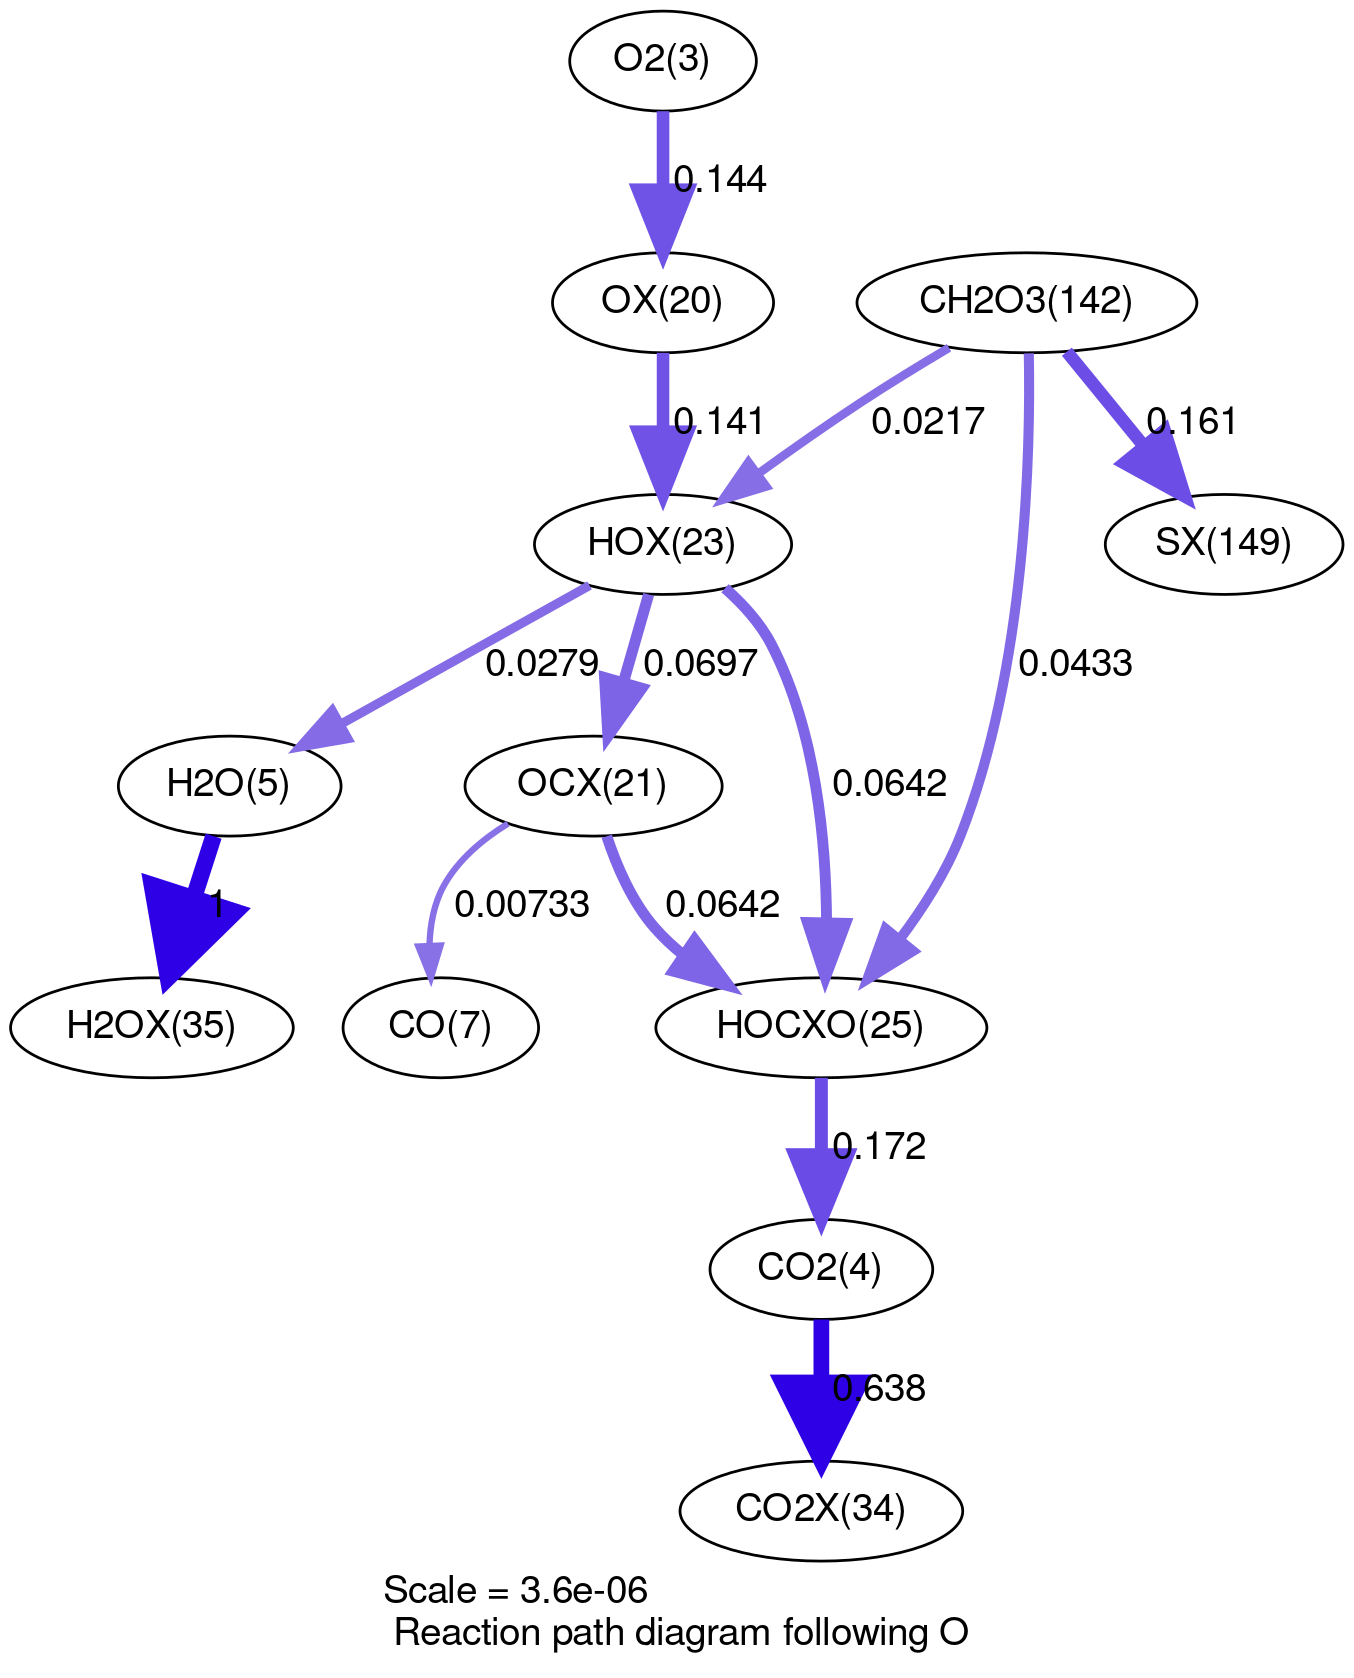 O2(3)
0.144
OX(20)
CH2O3(142)
0.141
0.0217
0.161
HOX(23)
SX(149)
0.0279
0.0697
0.0433
H2O(5)
OCX(21)
0.0642
1
0.00733
0.0642
H2OX(35)
CO(7)
HOCXO(25)
0.172
CO2(4)
0.638
CO2X(34)
Scale = 3.6e-06
Reaction path diagram following O